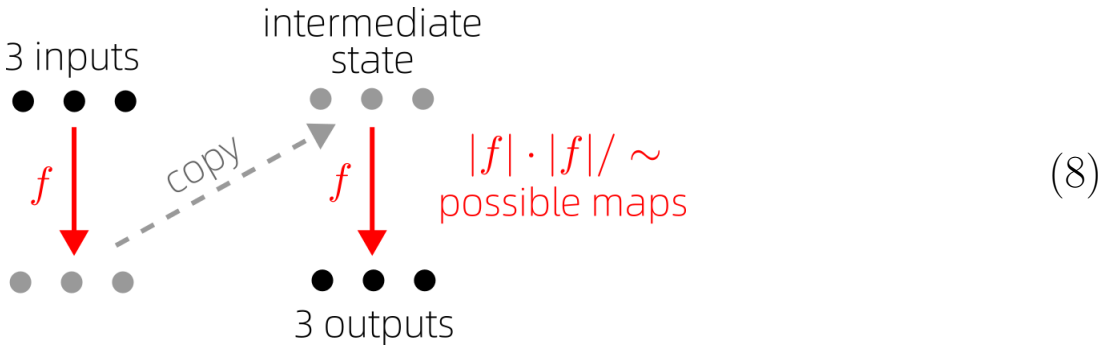 3 inputs
intermediate
state
f
copy
f
|f| · |f|/ ∼
possible maps
(8)
3 outputs